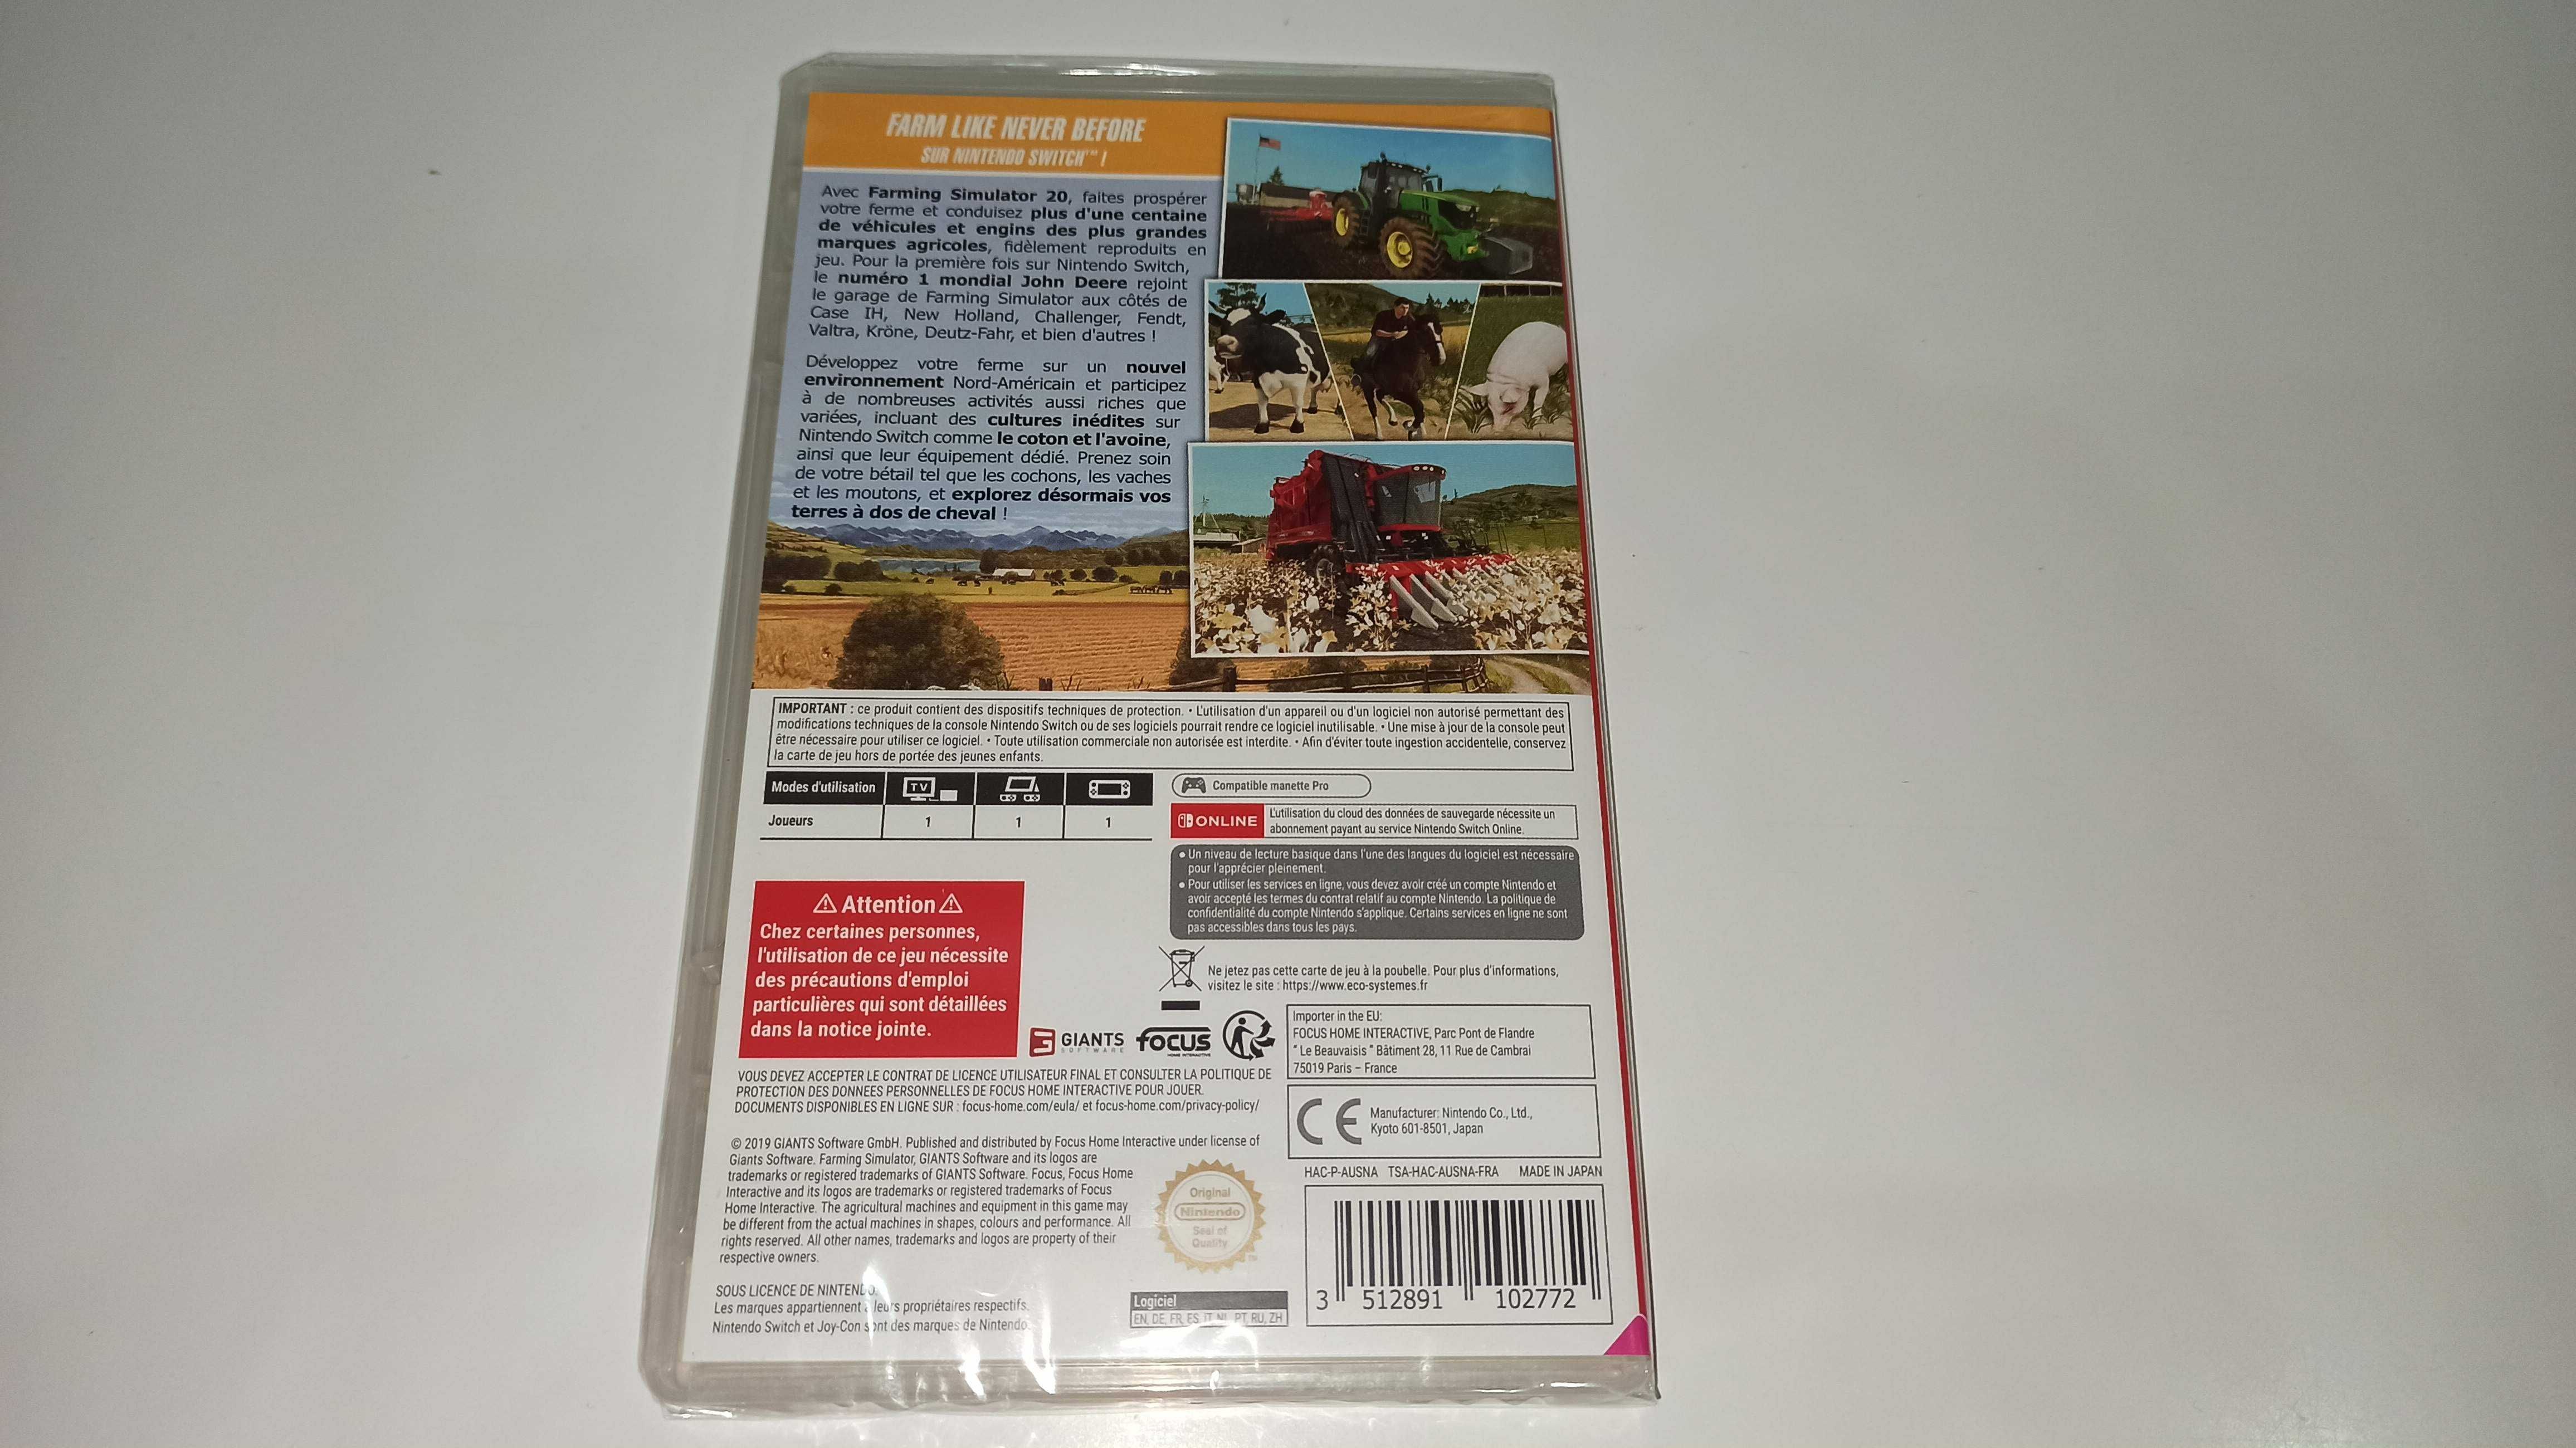 FARM LIKE NEVER BEFORE
SUR NINTENDO SWITCH™ !
Avec Farming Simulator 20, faites prospérer
votre ferme et conduisez plus d'une centaine
de véhicules et engins des plus grandes
marques agricoles, fidèlement reproduits en
jeu. Pour la première fois sur Nintendo Switch,
le numéro 1 mondial John Deere rejoint
le garage de Farming Simulator aux côtés de
Case IH, New Holland, Challenger, Fendt,
Valtra, Kröne, Deutz-Fahr, et bien d'autres !
Développez votre ferme sur un nouvel
environnement Nord-Américain et participez
à de nombreuses activités aussi riches que
variées, incluant des cultures inédites sur
Nintendo Switch comme le coton et l'avoine,
ainsi que leur équipement dédié. Prenez soin
de votre bétail tel que les cochons, les vaches
et les moutons, et explorez désormais vos
terres à dos de cheval !
IMPORTANT : ce produit contient des dispositifs techniques de protection. • L'utilisation d'un appareil ou d'un logiciel non autorisé permettant des
modifications techniques de la console Nintendo Switch ou de ses logiciels pourrait rendre ce logiciel inutilisable. • Une mise à jour de la console peut
être nécessaire pour utiliser ce logiciel. • Toute utilisation commerciale non autorisée est interdite. • Afin d'éviter toute ingestion accidentelle, conservez
la carte de jeu hors de portée des jeunes enfants.
Modes d'utilisation TV
Joueurs 1 1 1
Compatible manette Pro
ONLINE
L'utilisation du cloud des données de sauvegarde nécessite un
abonnement payant au service Nintendo Switch Online.
• Un niveau de lecture basique dans l'une des langues du logiciel est nécessaire
pour l'apprécier pleinement.
• Pour utiliser les services en ligne, vous devez avoir créé un compte Nintendo et
avoir accepté les termes du contrat relatif au compte Nintendo. La politique de
confidentialité du compte Nintendo s'applique. Certains services en ligne ne sont
pas accessibles dans tous les pays.
⚠ Attention ⚠
Chez certaines personnes,
l'utilisation de ce jeu nécessite
des précautions d'emploi
particulières qui sont détaillées
dans la notice jointe.
Ne jetez pas cette carte de jeu à la poubelle. Pour plus d'informations,
visitez le site : https://www.eco-systemes.fr
GIANTS
SOFTWARE
FOCUS
HOME INTERACTIVE
Importer in the EU:
FOCUS HOME INTERACTIVE, Parc Pont de Flandre
" Le Beauvaisis " Bâtiment 28, 11 Rue de Cambrai
75019 Paris – France
VOUS DEVEZ ACCEPTER LE CONTRAT DE LICENCE UTILISATEUR FINAL ET CONSULTER LA POLITIQUE DE
PROTECTION DES DONNEES PERSONNELLES DE FOCUS HOME INTERACTIVE POUR JOUER.
DOCUMENTS DISPONIBLES EN LIGNE SUR : focus-home.com/eula/ et focus-home.com/privacy-policy/
CE
Manufacturer: Nintendo Co., Ltd.,
Kyoto 601-8501, Japan
© 2019 GIANTS Software GmbH. Published and distributed by Focus Home Interactive under license of
Giants Software. Farming Simulator, GIANTS Software and its logos are
trademarks or registered trademarks of GIANTS Software. Focus, Focus Home
Interactive and its logos are trademarks or registered trademarks of Focus
Home Interactive. The agricultural machines and equipment in this game may
be different from the actual machines in shapes, colours and performance. All
rights reserved. All other names, trademarks and logos are property of their
respective owners.
Original
Nintendo
Seal of
Quality
TM
HAC-P-AUSNA TSA-HAC-AUSNA-FRA MADE IN JAPAN
3 512891 102772
SOUS LICENCE DE NINTENDO.
Les marques appartiennent à leurs propriétaires respectifs.
Nintendo Switch et Joy-Con sont des marques de Nintendo.
Logiciel
EN, DE, FR, ES, IT, NL, PT, RU, ZH